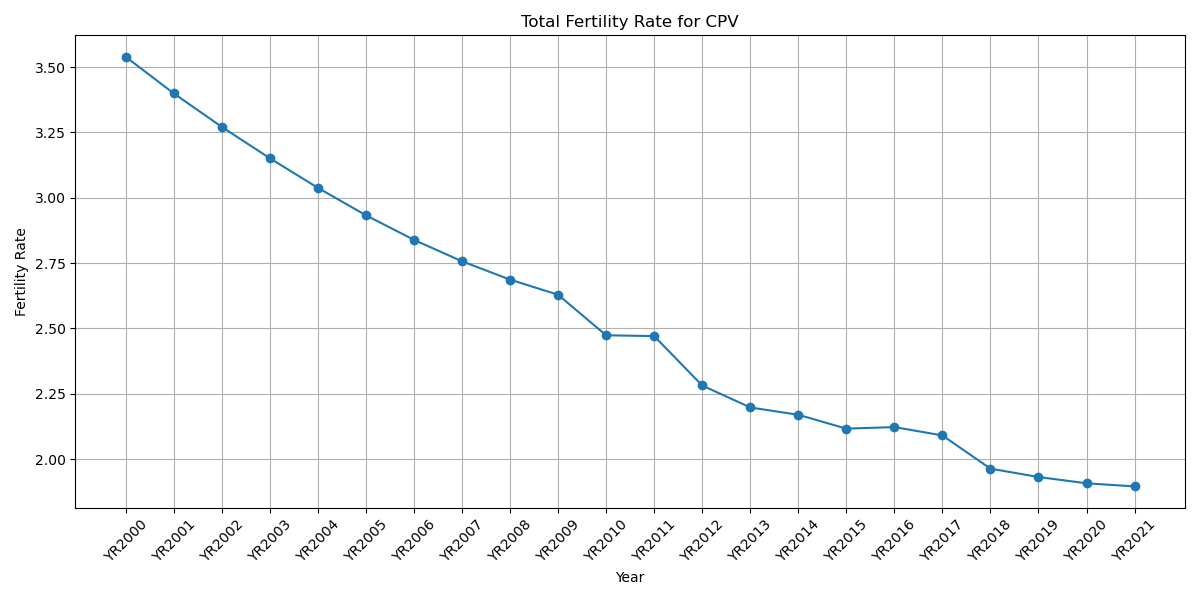 Total Fertility Rate for CPV
Fertility Rate
3.50
3.25
3.00
2.75
2.50
2.25
2.00
YR2000
YR2001
YR2002
YR2003
YR2004
YR2005
YR2006
YR2007
YR2008
YR2009
YR2010
YR2011
YR2012
YR2013
YR2014
YR2015
YR2016
YR2017
YR2018
YR2019
YR2020
YR2021
Year